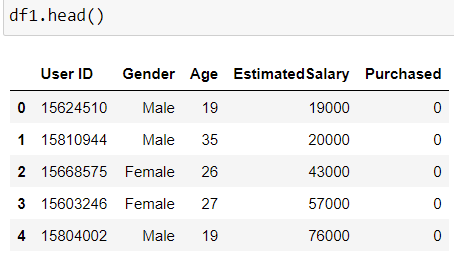 df1.head()
User ID Gender Age EstimatedSalary Purchased
0 15624510 Male 19 19000 0
1 15810944 Male 35 20000 0
2 15668575 Female 26 43000 0
3 15603246 Female 27 57000 0
4 15804002 Male 19 76000 0